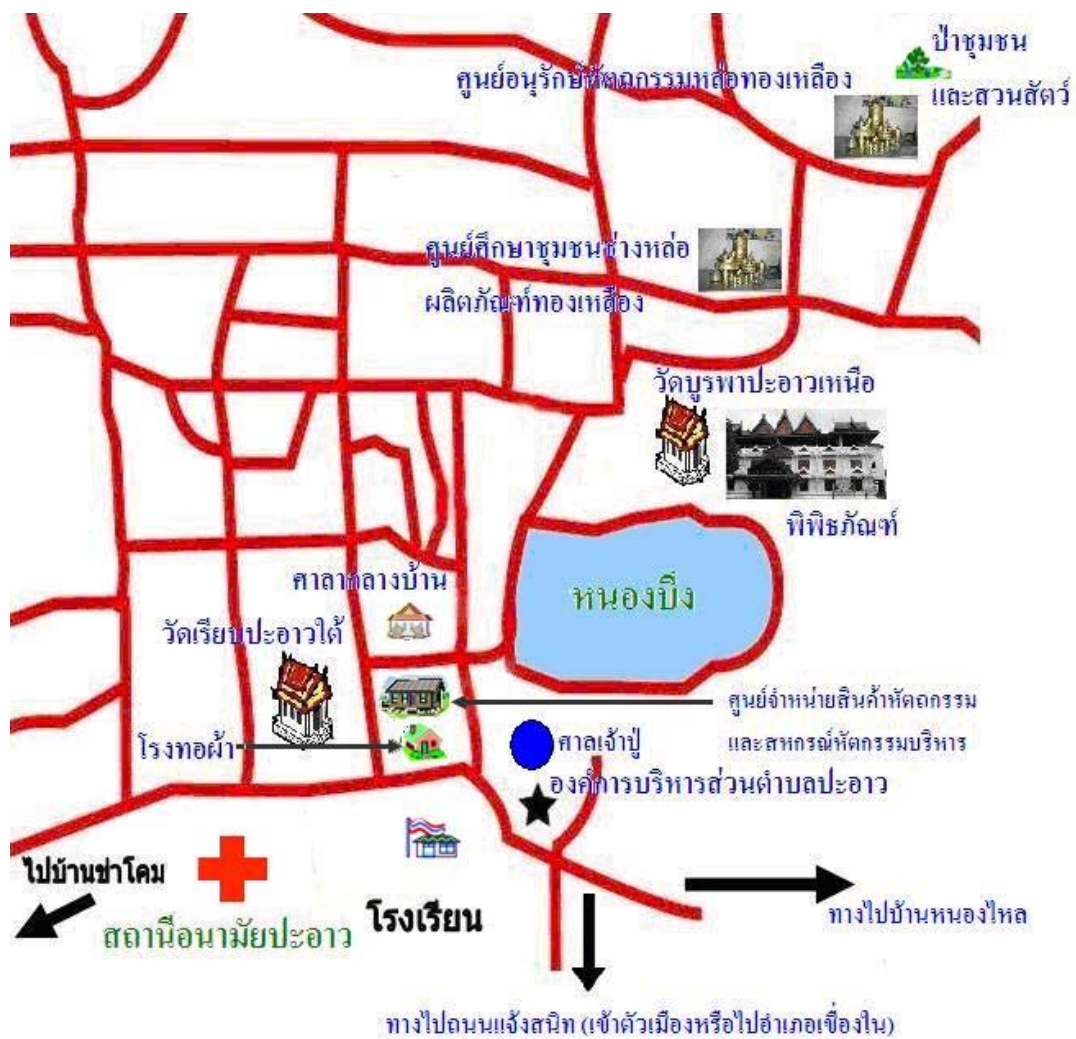 ป่าชุมชน
และสวนสัตว์
ศูนย์อนุรักษ์หัตถกรรมหล่อทองเหลือง
ศูนย์ศึกษาชุมชนช่างหล่อ
ผลิตภัณฑ์ทองเหลือง
วัดบูรพาปะอาวเหนือ
พิพิธภัณฑ์
หนองบึง
ศาลากลางบ้าน
วัดเรียบปะอาวใต้
ศูนย์จำหน่ายสินค้าหัตถกรรม
และสหกรณ์หัตกรรมบริหาร
โรงทอผ้า
ศาลเจ้าปู่
องค์การบริหารส่วนตำบลปะอาว
ไปบ้านข่าโคม
สถานีอนามัยปะอาว
โรงเรียน
ทางไปบ้านหนองไหล
ทางไปถนนแจ้งสนิท (เข้าตัวเมืองหรือไปอำเภอเขื่องใน)